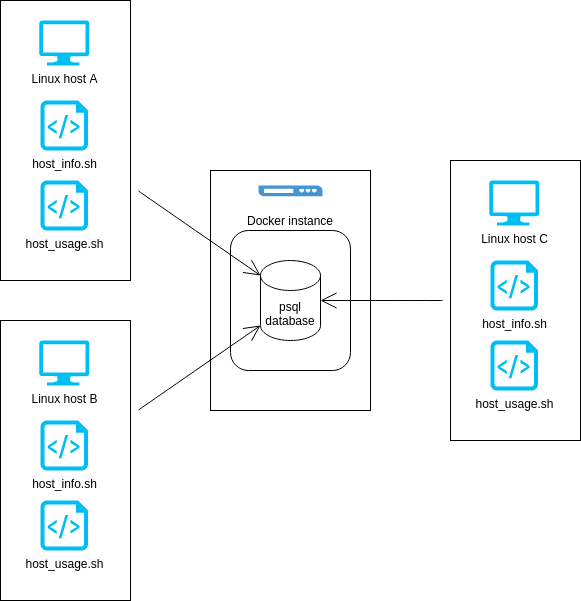 Linux host A
</>
host_info.sh
</>
host_usage.sh
Linux host B
</>
host_info.sh
</>
host_usage.sh
Docker instance
psql
database
Linux host C
</>
host_info.sh
</>
host_usage.sh